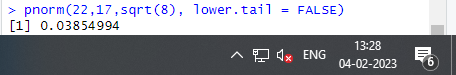 > pnorm(22,17,sqrt(8), lower.tail = FALSE)
[1] 0.03854994
ENG
13:28
04-02-2023
6